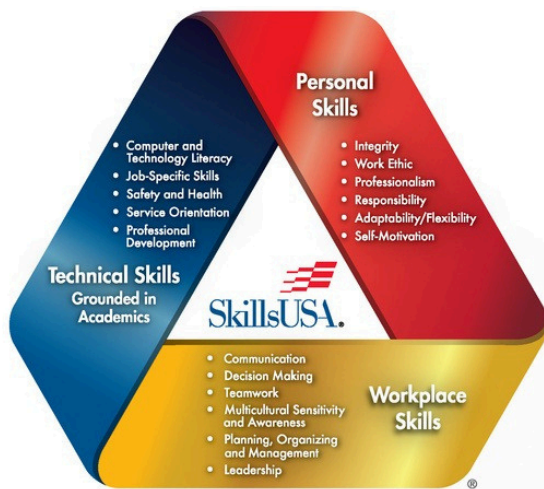 Personal
Skills
• Integrity
• Work Ethic
• Professionalism
• Responsibility
• Adaptability/Flexibility
• Self-Motivation
• Computer and
Technology Literacy
• Job-Specific Skills
• Safety and Health
• Service Orientation
• Professional
Development
Technical Skills
Grounded in
Academics
SkillsUSA®
• Communication
• Decision Making
• Teamwork
• Multicultural Sensitivity
and Awareness
• Planning, Organizing
and Management
• Leadership
Workplace
Skills
®